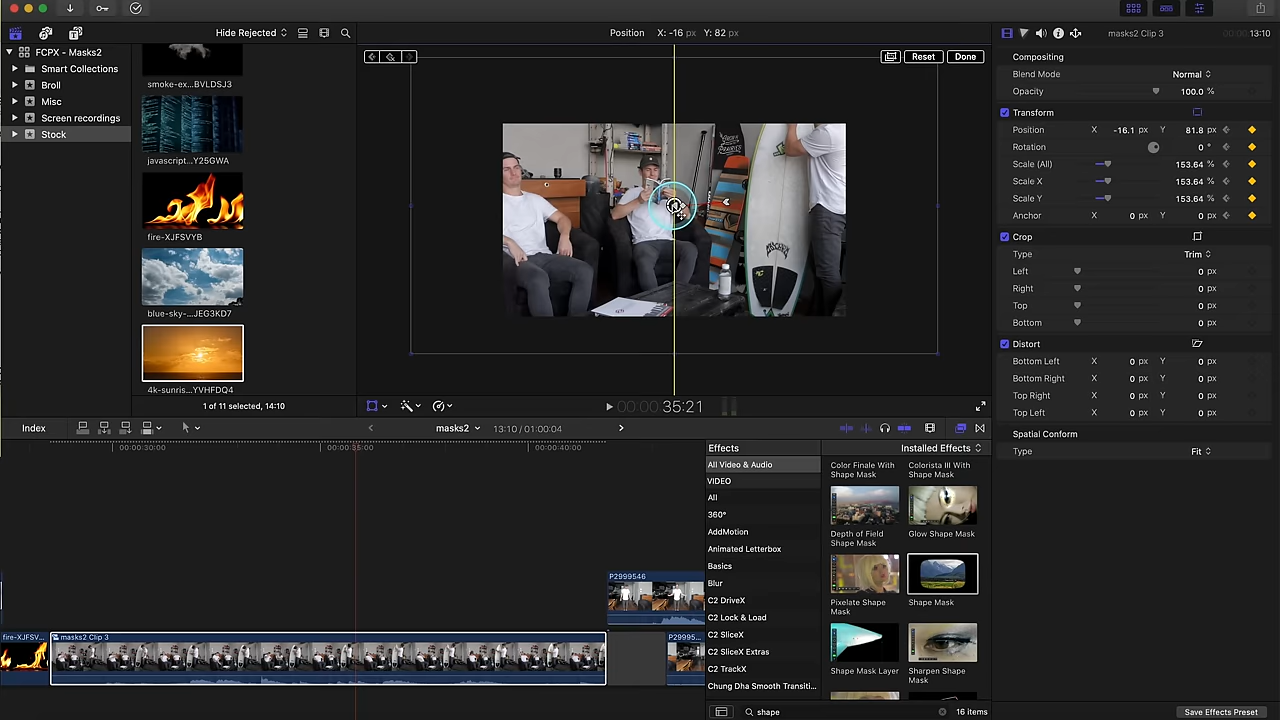 Hide Rejected
Position X: -16 px Y: 82 px
masks2 Clip 3
13:10
FCPX - Masks2
Smart Collections
Broll
Misc
Screen recordings
Stock
smoke-ex...BVLDSJ3
javascript...Y25GWA
fire-XJFSVYB
blue-sky-...JEG3KD7
4k-sunris...YVHFDQ4
1 of 11 selected, 14:10
Reset
Done
00:00:35:21
Compositing
Blend Mode Normal
Opacity 100.0 %
Transform
Position X -16.1 px Y 81.8 px
Rotation 0 °
Scale (All) 153.64 %
Scale X 153.64 %
Scale Y 153.64 %
Anchor X 0 px Y 0 px
Crop
Type Trim
Left 0 px
Right 0 px
Top 0 px
Bottom 0 px
Distort
Bottom Left X 0 px Y 0 px
Bottom Right X 0 px Y 0 px
Top Right X 0 px Y 0 px
Top Left X 0 px Y 0 px
Spatial Conform
Type Fit
Index
masks2
13:10 / 01:00:04
00:00:30:00
00:00:35:00
00:00:40:00
P2999546
fire-XJFSV...
masks2 Clip 3
P29995...
Effects
Installed Effects
All Video & Audio
VIDEO
All
360°
AddMotion
Animated Letterbox
Basics
Blur
C2 DriveX
C2 Lock & Load
C2 SliceX
C2 SliceX Extras
C2 TrackX
Chung Dha Smooth Transiti...
Color Finale With
Shape Mask
Colorista III With
Shape Mask
Depth of Field
Shape Mask
Glow Shape Mask
Pixelate Shape
Mask
Shape Mask
Shape Mask Layer
Sharpen Shape
Mask
shape
16 items
Save Effects Preset